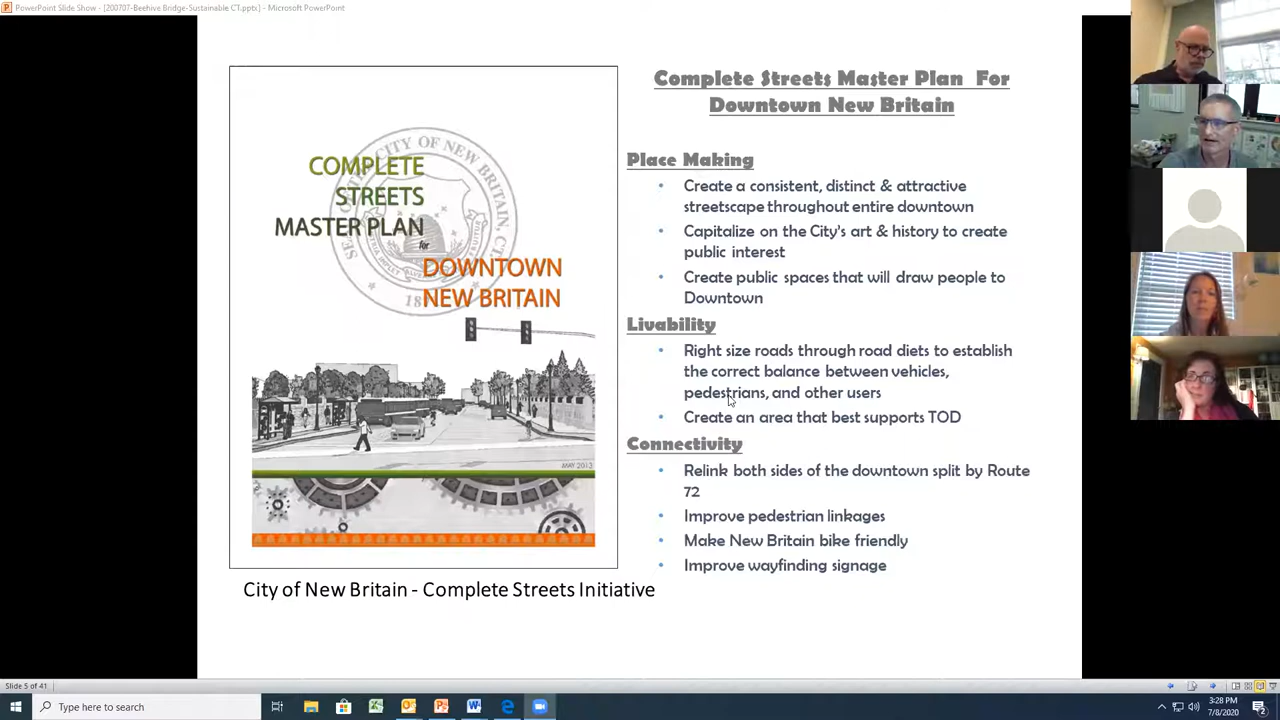 PowerPoint Slide Show - [200707-Beehive Bridge-Sustainable CT.pptx] - Microsoft PowerPoint
COMPLETE
STREETS
MASTER PLAN
for
DOWNTOWN
NEW BRITAIN
MAY 2013
City of New Britain - Complete Streets Initiative
Complete Streets Master Plan For
Downtown New Britain
Place Making
• Create a consistent, distinct & attractive
streetscape throughout entire downtown
• Capitalize on the City's art & history to create
public interest
• Create public spaces that will draw people to
Downtown
Livability
• Right size roads through road diets to establish
the correct balance between vehicles,
pedestrians, and other users
• Create an area that best supports TOD
Connectivity
• Relink both sides of the downtown split by Route
72
• Improve pedestrian linkages
• Make New Britain bike friendly
• Improve wayfinding signage
Slide 5 of 41
Type here to search
3:28 PM
7/8/2020